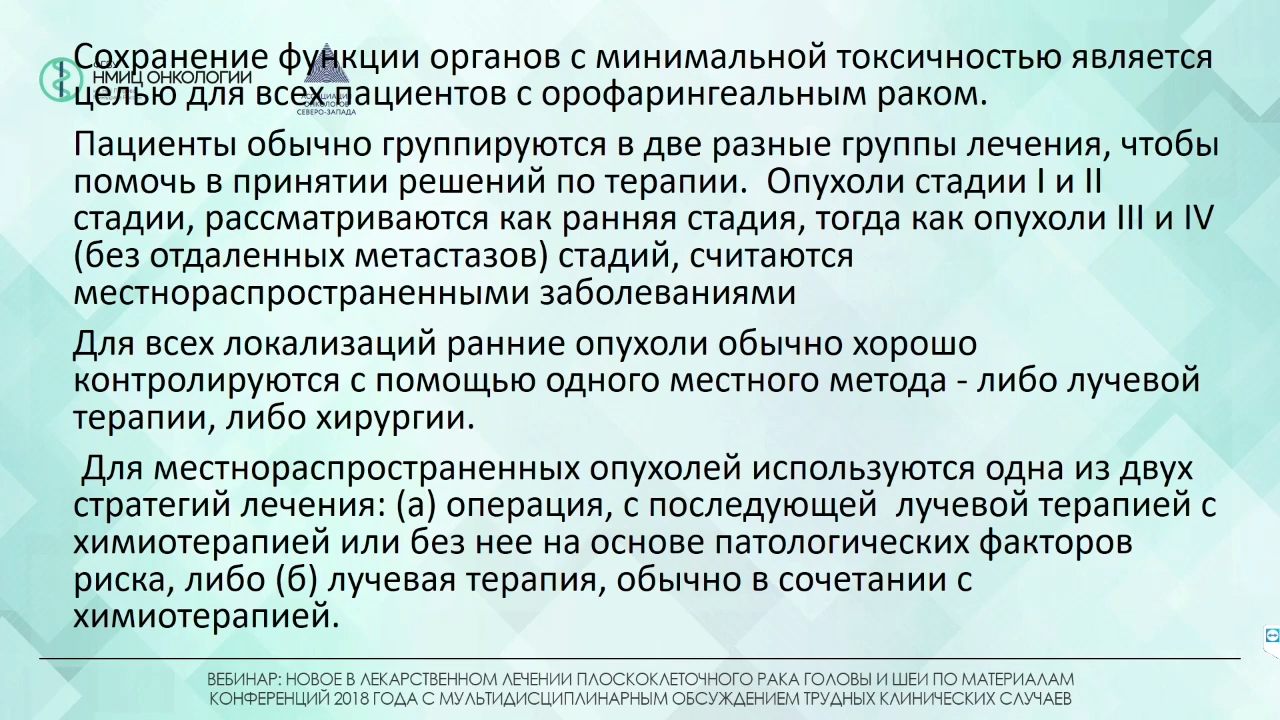 Сохранение функции органов с минимальной токсичностью является
целью для всех пациентов с орофарингеальным раком.
НМИЦ ОНКОЛОГИИ
АССОЦИАЦИЯ
ОНКОЛОГОВ
СЕВЕРО-ЗАПАДА
Пациенты обычно группируются в две разные группы лечения, чтобы
помочь в принятии решений по терапии. Опухоли стадии I и II
стадии, рассматриваются как ранняя стадия, тогда как опухоли III и IV
(без отдаленных метастазов) стадий, считаются
местнораспространенными заболеваниями
Для всех локализаций ранние опухоли обычно хорошо
контролируются с помощью одного местного метода - либо лучевой
терапии, либо хирургии.
Для местнораспространенных опухолей используются одна из двух
стратегий лечения: (а) операция, с последующей лучевой терапией с
химиотерапией или без нее на основе патологических факторов
риска, либо (б) лучевая терапия, обычно в сочетании с
химиотерапией.
ВЕБИНАР: НОВОЕ В ЛЕКАРСТВЕННОМ ЛЕЧЕНИИ ПЛОСКОКЛЕТОЧНОГО РАКА ГОЛОВЫ И ШЕИ ПО МАТЕРИАЛАМ
КОНФЕРЕНЦИЙ 2018 ГОДА С МУЛЬТИДИСЦИПЛИНАРНЫМ ОБСУЖДЕНИЕМ ТРУДНЫХ КЛИНИЧЕСКИХ СЛУЧАЕВ